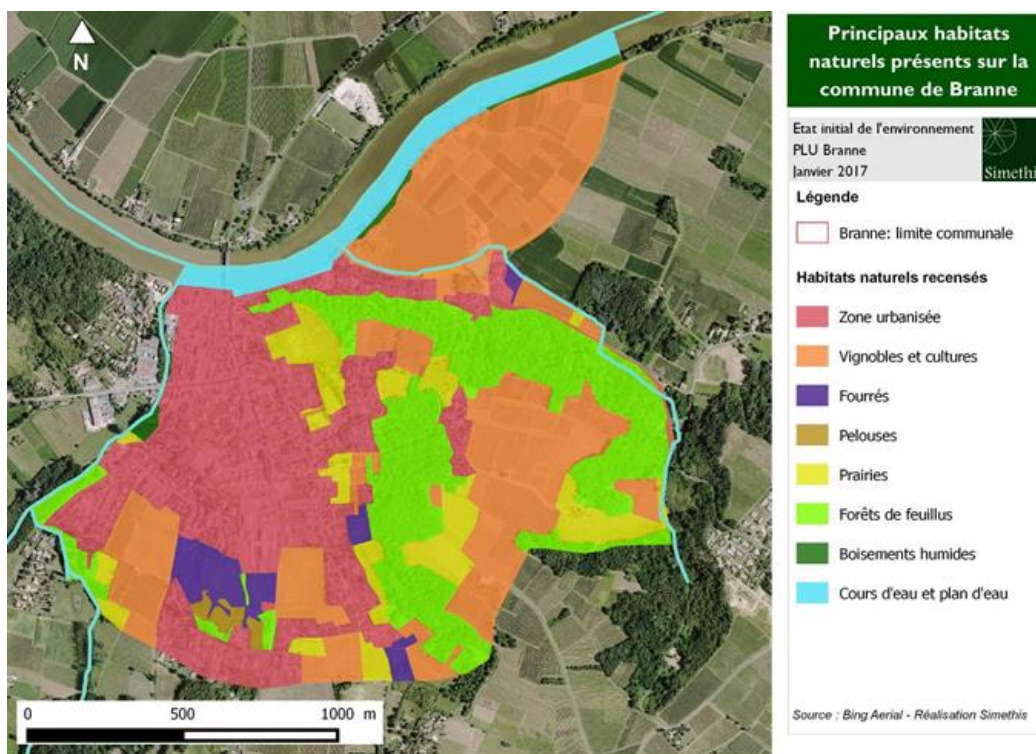 N
0 500 1000 m
Principaux habitats
naturels présents sur la
commune de Branne
Etat initial de l'environnement
PLU Branne
Janvier 2017
Simethi
Légende
Branne: limite communale
Habitats naturels recensés
Zone urbanisée
Vignobles et cultures
Fourrés
Pelouses
Prairies
Forêts de feuillus
Boisements humides
Cours d'eau et plan d'eau
Source : Bing Aerial - Réalisation Simethis